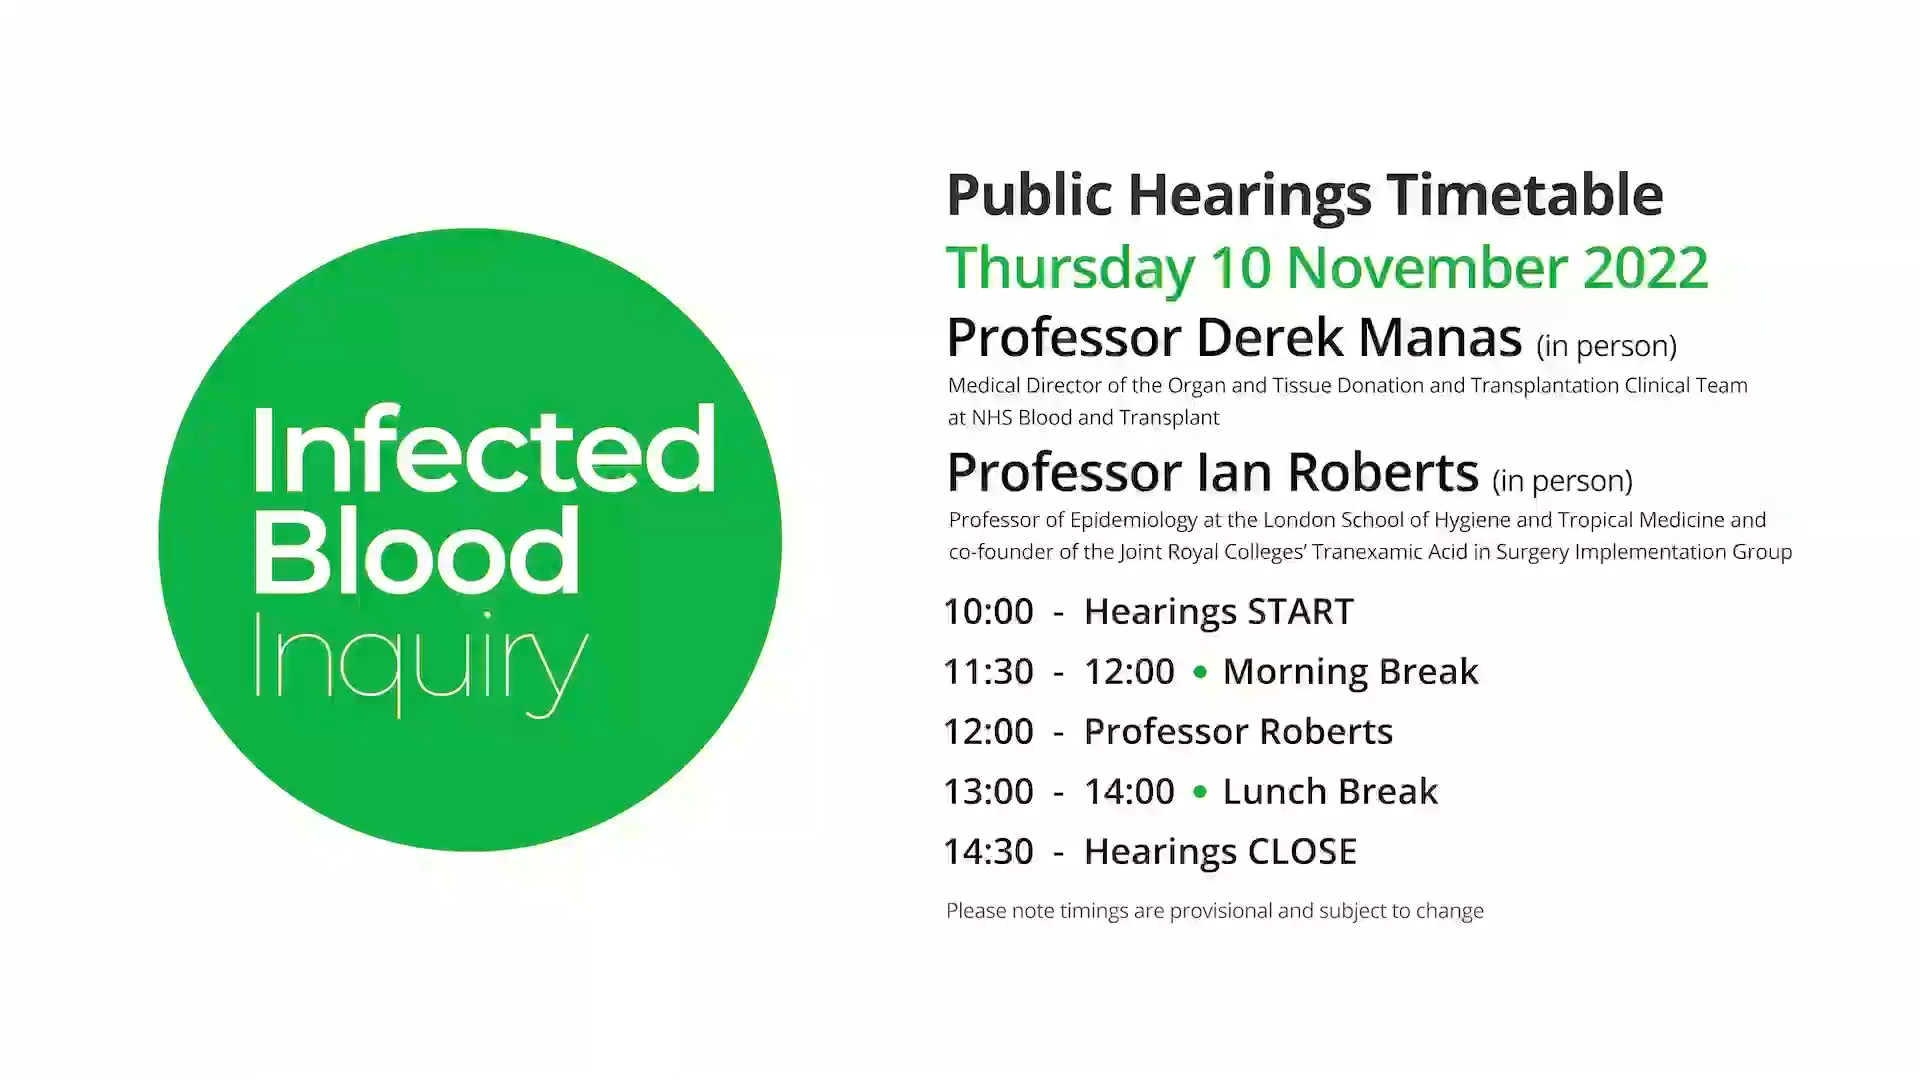 Infected
Blood
Inquiry
Public Hearings Timetable
Thursday 10 November 2022
Professor Derek Manas (in person)
Medical Director of the Organ and Tissue Donation and Transplantation Clinical Team
at NHS Blood and Transplant
Professor Ian Roberts (in person)
Professor of Epidemiology at the London School of Hygiene and Tropical Medicine and
co-founder of the Joint Royal Colleges’ Tranexamic Acid in Surgery Implementation Group
10:00 - Hearings START
11:30 - 12:00 • Morning Break
12:00 - Professor Roberts
13:00 - 14:00 • Lunch Break
14:30 - Hearings CLOSE
Please note timings are provisional and subject to change